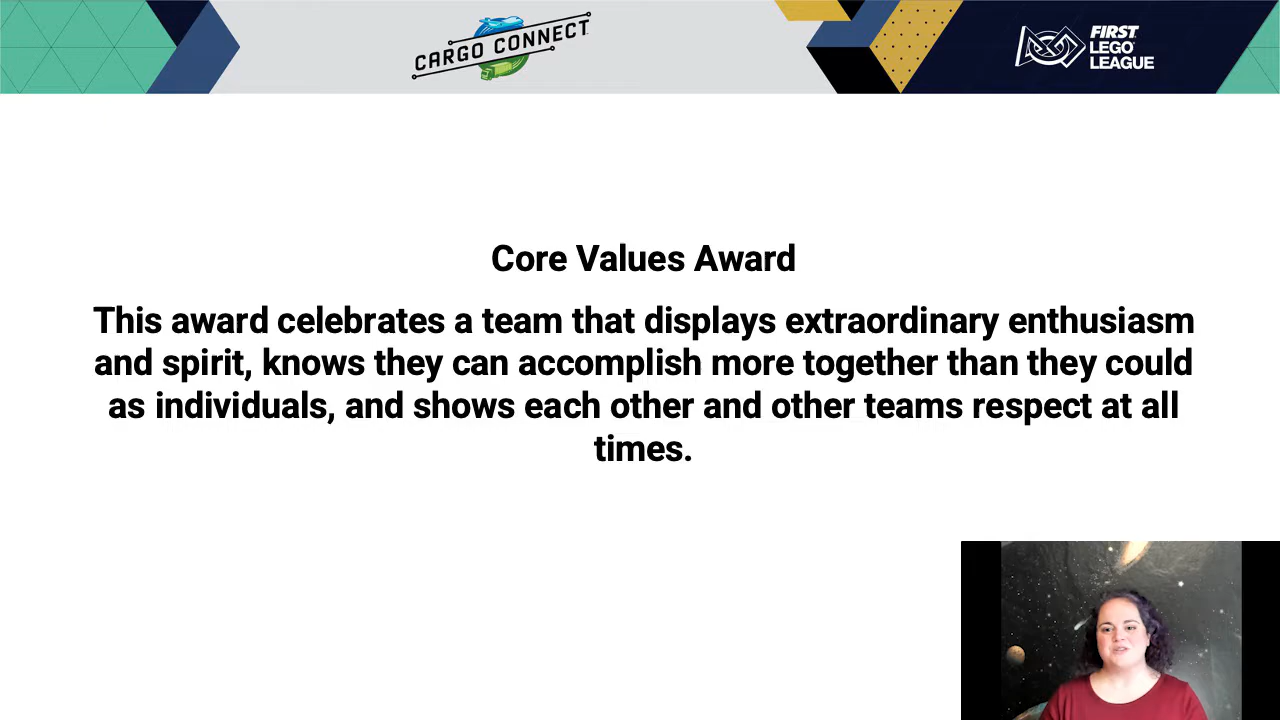 CARGO CONNECT
FIRST
LEGO
LEAGUE
Core Values Award
This award celebrates a team that displays extraordinary enthusiasm
and spirit, knows they can accomplish more together than they could
as individuals, and shows each other and other teams respect at all
times.